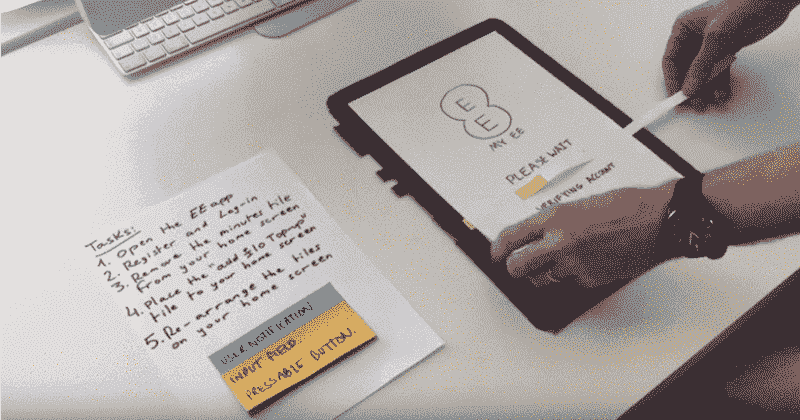 Tasks:
1. Open the EE app
2. Register and Log-in
3. Remove the minutes tile
from your home screen
4. Place the "add $10 Topup"
tile to your home screen
5. Re-arrange the tiles
on your home screen
USER NOTIFICATION
INPUT FIELD.
PRESSABLE BUTTON.
EE
MY EE
PLEASE WAIT
VERIFYING ACCOUNT